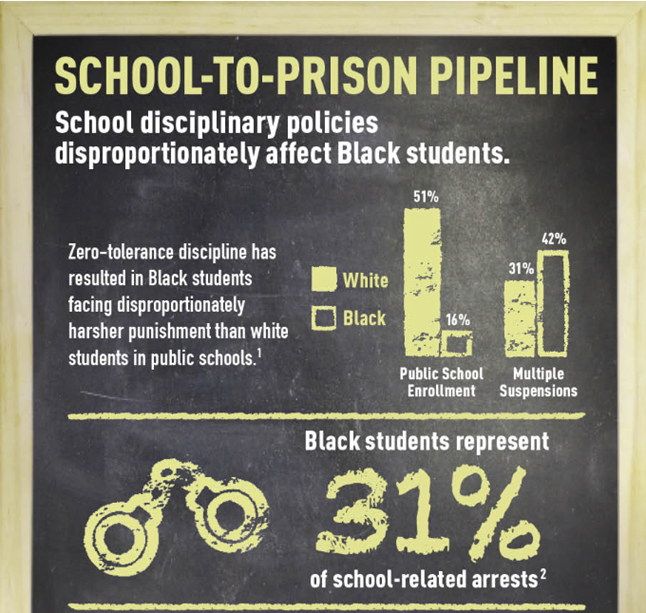 SCHOOL-TO-PRISON PIPELINE
School disciplinary policies
disproportionately affect Black students.
Zero-tolerance discipline has
resulted in Black students
facing disproportionately
harsher punishment than white
students in public schools.¹
White
Black
51%
16%
Public School
Enrollment
31%
42%
Multiple
Suspensions
Black students represent
31%
of school-related arrests²